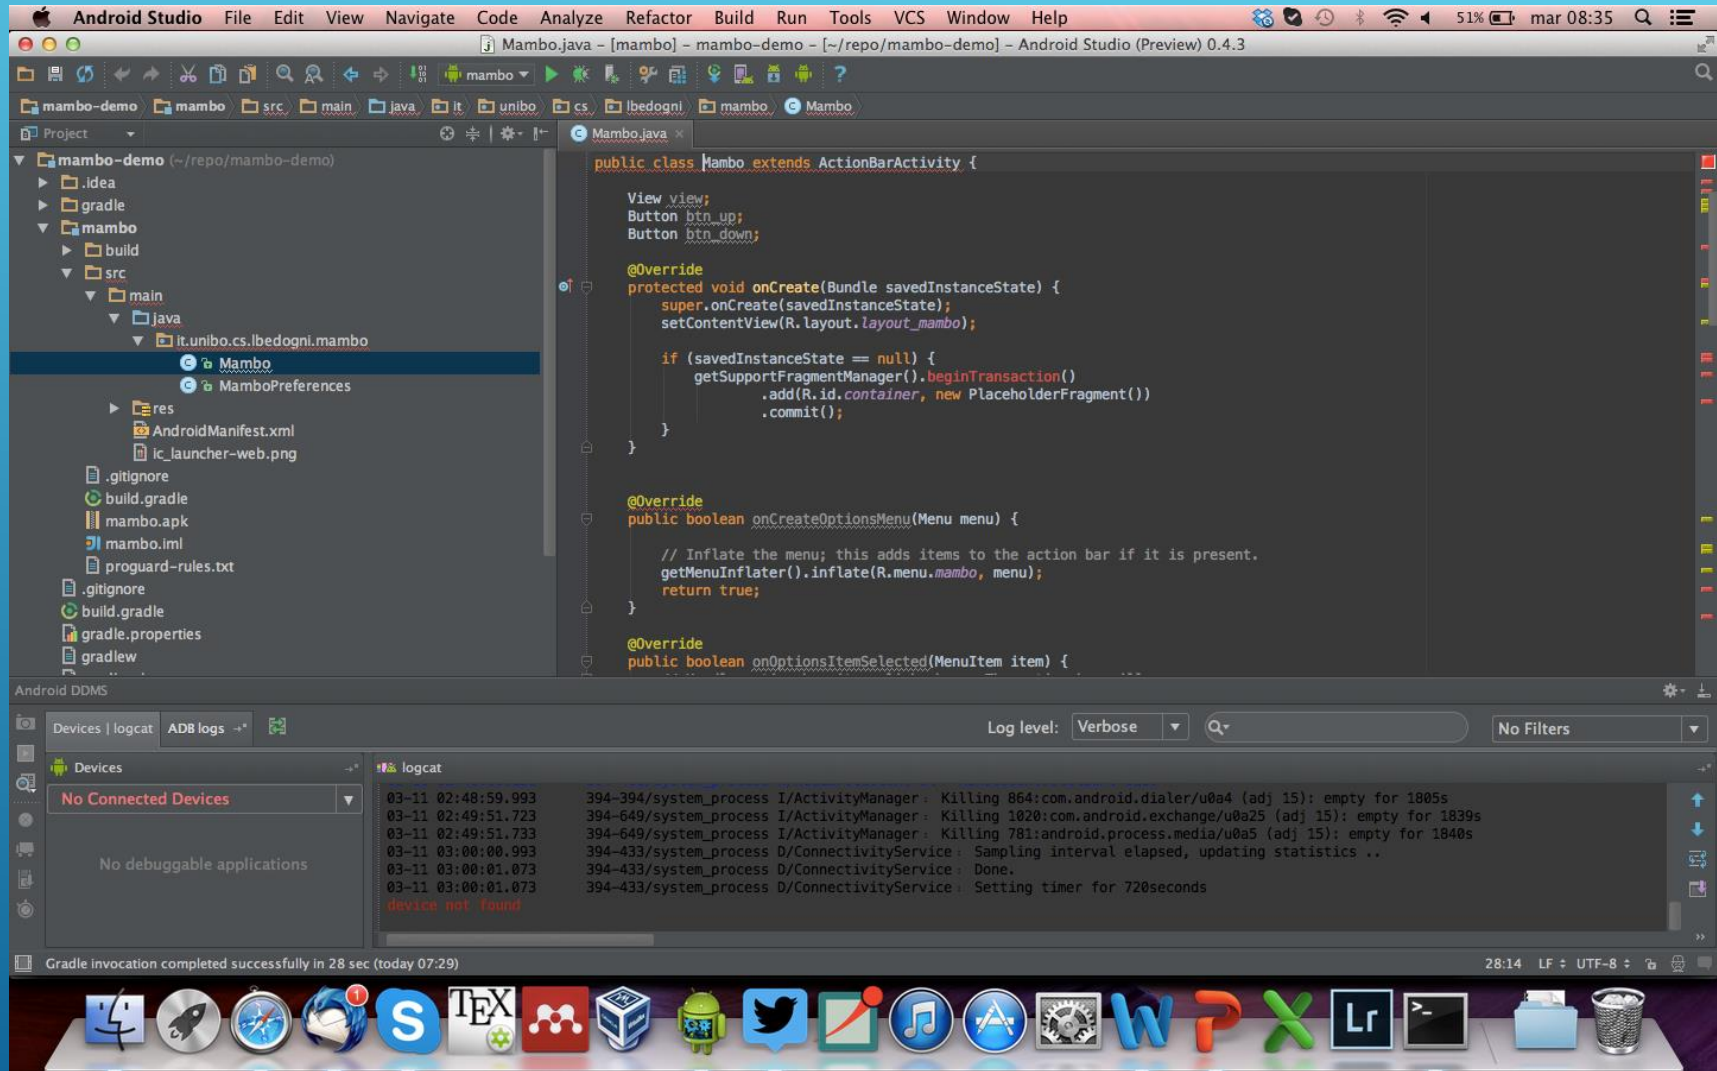 Android Studio File Edit View Navigate Code Analyze Refactor Build Run Tools VCS Window Help 51% mar 08:35
Mambo.java – [mambo] – mambo-demo – [~/repo/mambo-demo] – Android Studio (Preview) 0.4.3
mambo
mambo-demo mambo src main java it unibo cs lbedogni mambo Mambo
Project
Mambo.java
mambo-demo (~/repo/mambo-demo)
.idea
gradle
mambo
build
src
main
java
it.unibo.cs.lbedogni.mambo
Mambo
MamboPreferences
res
AndroidManifest.xml
ic_launcher-web.png
.gitignore
build.gradle
mambo.apk
mambo.iml
proguard-rules.txt
.gitignore
build.gradle
gradle.properties
gradlew
public class Mambo extends ActionBarActivity {
View view;
Button btn_up;
Button btn_down;
@Override
protected void onCreate(Bundle savedInstanceState) {
super.onCreate(savedInstanceState);
setContentView(R.layout.layout_mambo);
if (savedInstanceState == null) {
getSupportFragmentManager().beginTransaction()
.add(R.id.container, new PlaceholderFragment())
.commit();
}
}
@Override
public boolean onCreateOptionsMenu(Menu menu) {
// Inflate the menu; this adds items to the action bar if it is present.
getMenuInflater().inflate(R.menu.mambo, menu);
return true;
}
@Override
public boolean onOptionsItemSelected(MenuItem item) {
Android DDMS
Devices | logcat ADB logs
Log level: Verbose No Filters
Devices
logcat
No Connected Devices
No debuggable applications
03-11 02:48:59.993 394-394/system_process I/ActivityManager: Killing 864:com.android.dialer/u0a4 (adj 15): empty for 1805s
03-11 02:49:51.723 394-649/system_process I/ActivityManager: Killing 1020:com.android.exchange/u0a25 (adj 15): empty for 1839s
03-11 02:49:51.733 394-649/system_process I/ActivityManager: Killing 781:android.process.media/u0a5 (adj 15): empty for 1840s
03-11 03:00:00.993 394-433/system_process D/ConnectivityService: Sampling interval elapsed, updating statistics ..
03-11 03:00:01.073 394-433/system_process D/ConnectivityService: Done.
03-11 03:00:01.073 394-433/system_process D/ConnectivityService: Setting timer for 720seconds
device not found
Gradle invocation completed successfully in 28 sec (today 07:29)
28:14 LF UTF-8
1
TEX
Lr